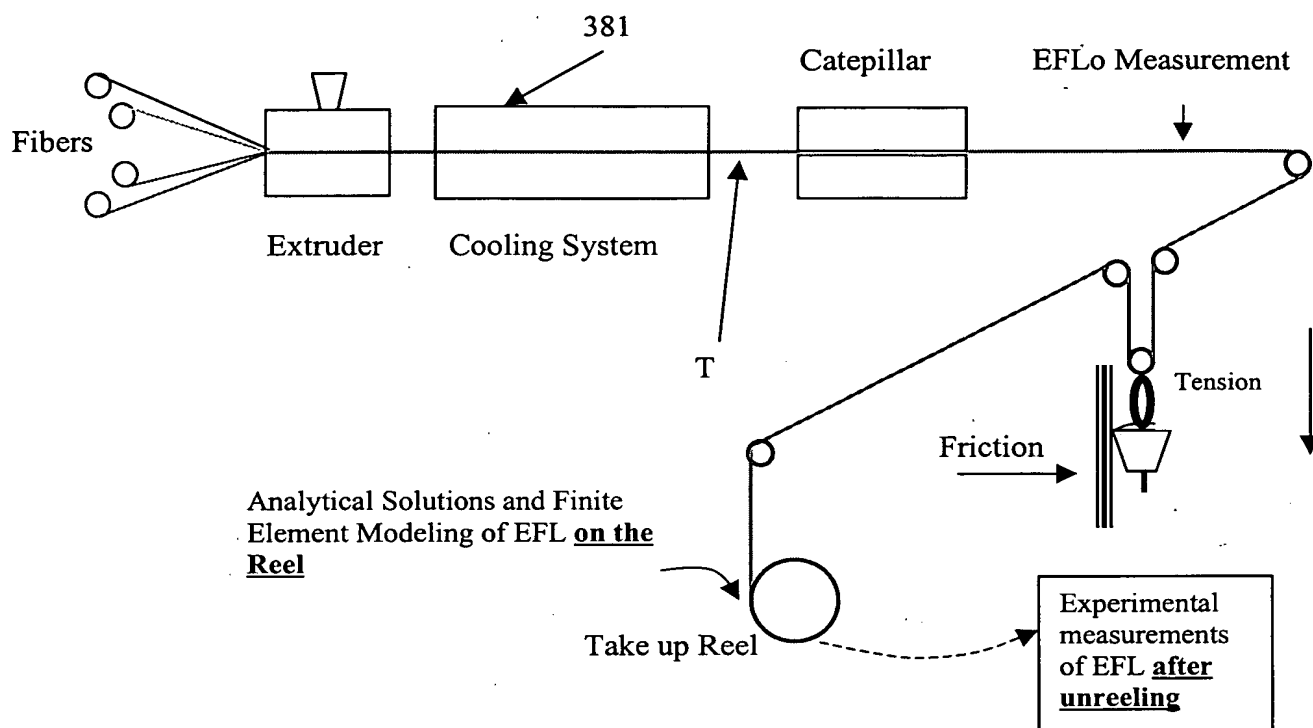 381
Catepillar
EFLo Measurement
Fibers
Extruder
Cooling System
T
Tension
Friction
Analytical Solutions and Finite
Element Modeling of EFL on the
Reel
Take up Reel
Experimental
measurements
of EFL after
unreeling